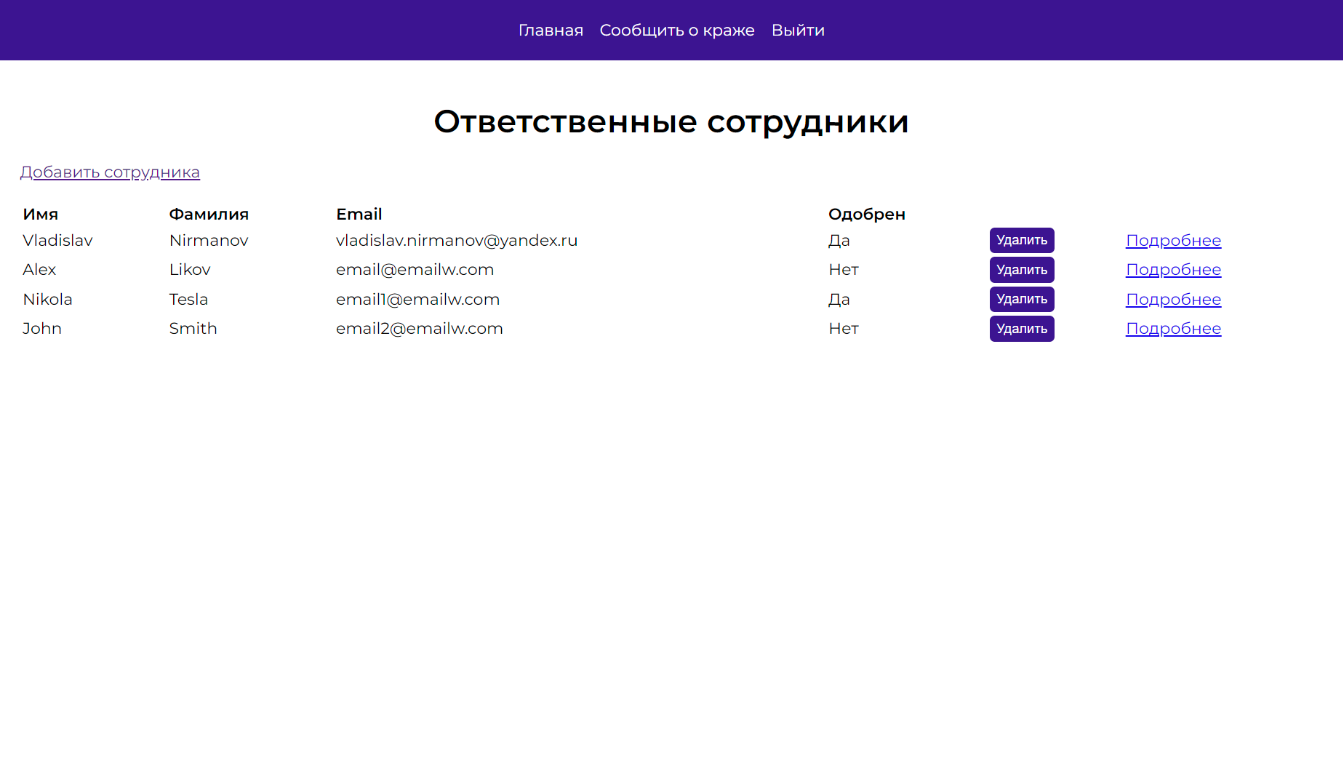 Главная Сообщить о краже Выйти
Ответственные сотрудники
Добавить сотрудника
Имя Фамилия Email Одобрен
Vladislav Nirmanov vladislav.nirmanov@yandex.ru Да Удалить Подробнее
Alex Likov email@emailw.com Нет Удалить Подробнее
Nikola Tesla email1@emailw.com Да Удалить Подробнее
John Smith email2@emailw.com Нет Удалить Подробнее